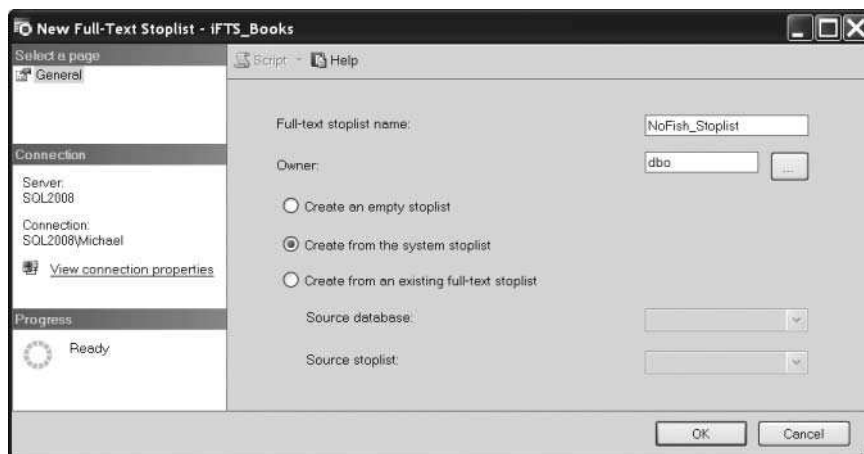 New Full-Text Stoplist - iFTS_Books
Select a page
General
Script
Help
Full-text stoplist name:
NoFish_Stoplist
Owner:
dbo
...
Create an empty stoplist
Create from the system stoplist
Create from an existing full-text stoplist
Source database:
Source stoplist:
Connection
Server:
SQL2008
Connection:
SQL2008\Michael
View connection properties
Progress
Ready
OK
Cancel